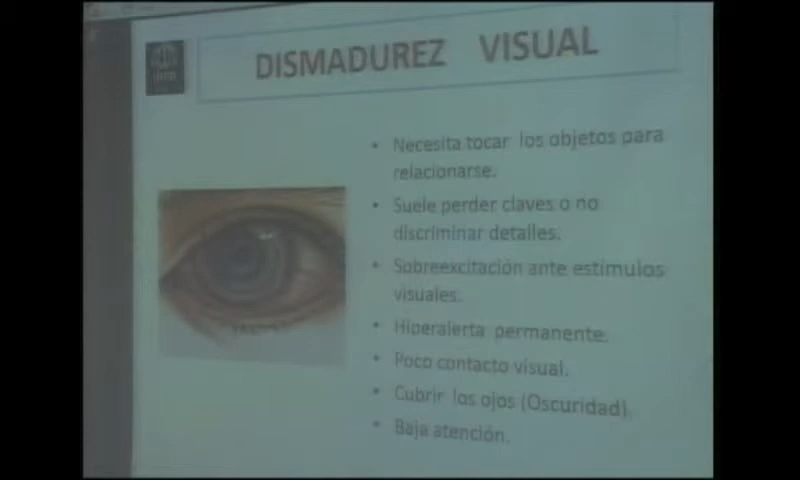 DISMADUREZ VISUAL
• Necesita tocar los objetos para
relacionarse.
• Suele perder claves o no
discriminar detalles.
• Sobreexcitación ante estímulos
visuales.
• Hiperalerta permanente.
• Poco contacto visual.
• Cubrir los ojos (Oscuridad).
• Baja atención.